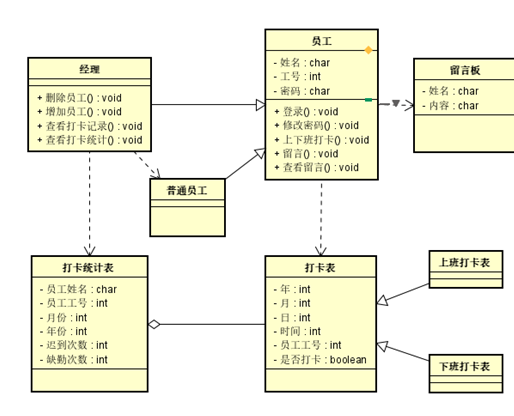 经理
+ 删除员工() : void
+ 增加员工() : void
+ 查看打卡记录() : void
+ 查看打卡统计() : void
员工
- 姓名 : char
- 工号 : int
- 密码 : char
+ 登录() : void
+ 修改密码() : void
+ 上下班打卡() : void
+ 留言() : void
+ 查看留言() : void
留言板
- 姓名 : char
- 内容 : char
普通员工
打卡统计表
- 员工姓名 : char
- 员工工号 : int
- 月份 : int
- 年份 : int
- 迟到次数 : int
- 缺勤次数 : int
打卡表
- 年 : int
- 月 : int
- 日 : int
- 时间 : int
- 员工工号 : int
- 是否打卡 : boolean
上班打卡表
下班打卡表